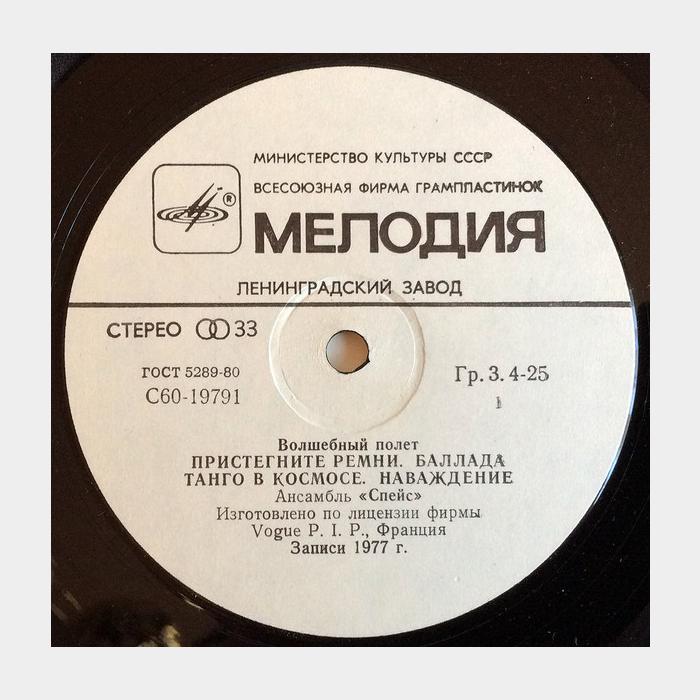 МИНИСТЕРСТВО КУЛЬТУРЫ СССР
ВСЕСОЮЗНАЯ ФИРМА ГРАМПЛАСТИНОК
®
МЕЛОДИЯ
ЛЕНИНГРАДСКИЙ ЗАВОД
СТЕРЕО 33
ГОСТ 5289-80
С60-19791
Гр. 3. 4-25
1
Волшебный полет
ПРИСТЕГНИТЕ РЕМНИ. БАЛЛАДА
ТАНГО В КОСМОСЕ. НАВАЖДЕНИЕ
Ансамбль «Спейс»
Изготовлено по лицензии фирмы
Vogue P. I. P., Франция
Записи 1977 г.